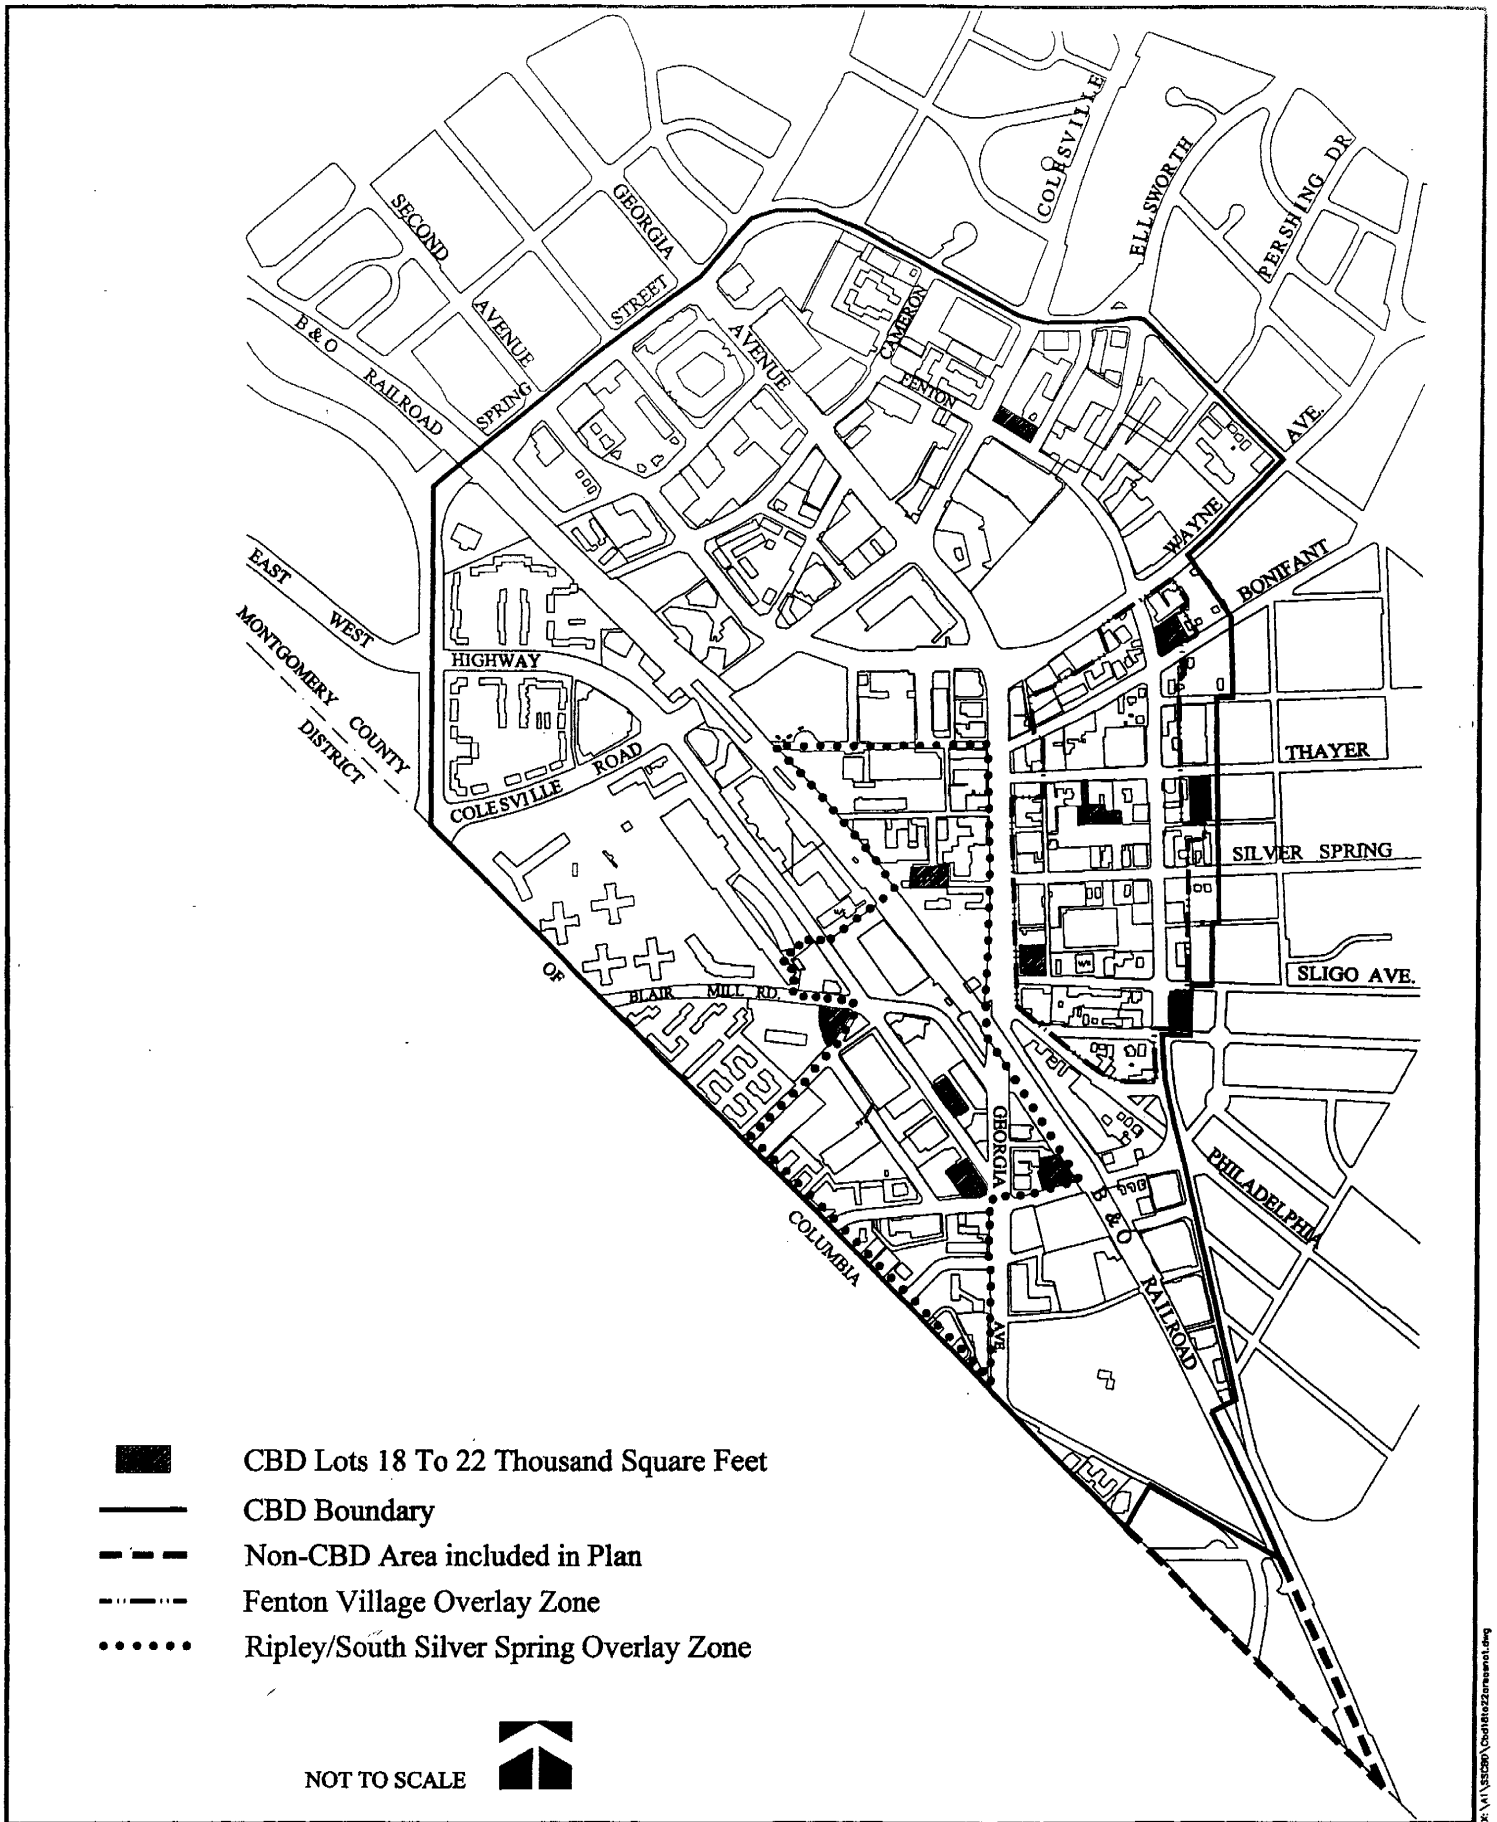 COLESVILLE
ELLSWORTH
PERSHING DR
SECOND
AVENUE
GEORGIA
AVENUE
STREET
SPRING
B & O
RAILROAD
CAMERON
FENTON
AVE.
WAYNE
BONIFANT
EAST
WEST
HIGHWAY
MONTGOMERY COUNTY
DISTRICT
COLESVILLE ROAD
THAYER
SILVER SPRING
SLIGO AVE.
OF
BLAIR MILL RD.
GEORGIA
AVE.
PHILADELPHIA
B & O
RAILROAD
COLUMBIA
CBD Lots 18 To 22 Thousand Square Feet
CBD Boundary
Non-CBD Area included in Plan
Fenton Village Overlay Zone
Ripley/South Silver Spring Overlay Zone
NOT TO SCALE